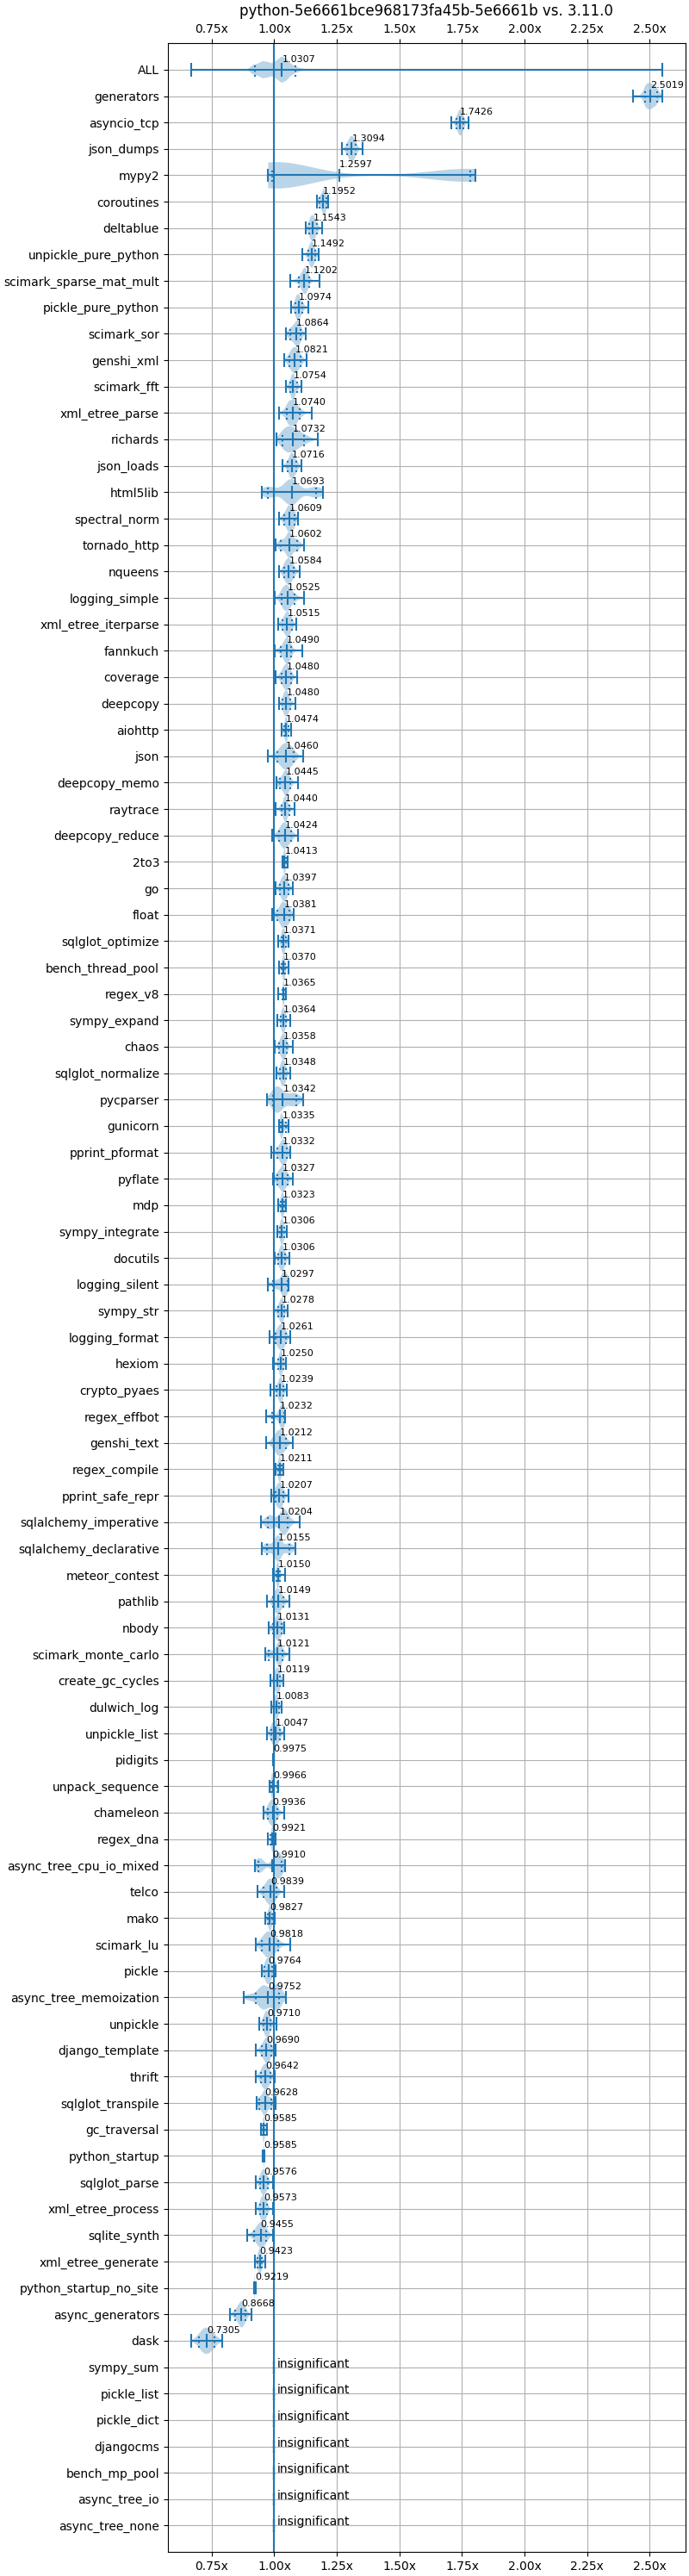 python-5e6661bce968173fa45b-5e6661b vs. 3.11.0
0.75x 1.00x 1.25x 1.50x 1.75x 2.00x 2.25x 2.50x
ALL 1.0307
generators 2.5019
asyncio_tcp 1.7426
json_dumps 1.3094
mypy2 1.2597
coroutines 1.1952
deltablue 1.1543
unpickle_pure_python 1.1492
scimark_sparse_mat_mult 1.1202
pickle_pure_python 1.0974
scimark_sor 1.0864
genshi_xml 1.0821
scimark_fft 1.0754
xml_etree_parse 1.0740
richards 1.0732
json_loads 1.0716
html5lib 1.0693
spectral_norm 1.0609
tornado_http 1.0602
nqueens 1.0584
logging_simple 1.0525
xml_etree_iterparse 1.0515
fannkuch 1.0490
coverage 1.0480
deepcopy 1.0480
aiohttp 1.0474
json 1.0460
deepcopy_memo 1.0445
raytrace 1.0440
deepcopy_reduce 1.0424
2to3 1.0413
go 1.0397
float 1.0381
sqlglot_optimize 1.0371
bench_thread_pool 1.0370
regex_v8 1.0365
sympy_expand 1.0364
chaos 1.0358
sqlglot_normalize 1.0348
pycparser 1.0342
gunicorn 1.0335
pprint_pformat 1.0332
pyflate 1.0327
mdp 1.0323
sympy_integrate 1.0306
docutils 1.0306
logging_silent 1.0297
sympy_str 1.0278
logging_format 1.0261
hexiom 1.0250
crypto_pyaes 1.0239
regex_effbot 1.0232
genshi_text 1.0212
regex_compile 1.0211
pprint_safe_repr 1.0207
sqlalchemy_imperative 1.0204
sqlalchemy_declarative 1.0155
meteor_contest 1.0150
pathlib 1.0149
nbody 1.0131
scimark_monte_carlo 1.0121
create_gc_cycles 1.0119
dulwich_log 1.0083
unpickle_list 1.0047
pidigits 0.9975
unpack_sequence 0.9966
chameleon 0.9936
regex_dna 0.9921
async_tree_cpu_io_mixed 0.9910
telco 0.9839
mako 0.9827
scimark_lu 0.9818
pickle 0.9764
async_tree_memoization 0.9752
unpickle 0.9710
django_template 0.9690
thrift 0.9642
sqlglot_transpile 0.9628
gc_traversal 0.9585
python_startup 0.9585
sqlglot_parse 0.9576
xml_etree_process 0.9573
sqlite_synth 0.9455
xml_etree_generate 0.9423
python_startup_no_site 0.9219
async_generators 0.8668
dask 0.7305
sympy_sum insignificant
pickle_list insignificant
pickle_dict insignificant
djangocms insignificant
bench_mp_pool insignificant
async_tree_io insignificant
async_tree_none insignificant
0.75x 1.00x 1.25x 1.50x 1.75x 2.00x 2.25x 2.50x